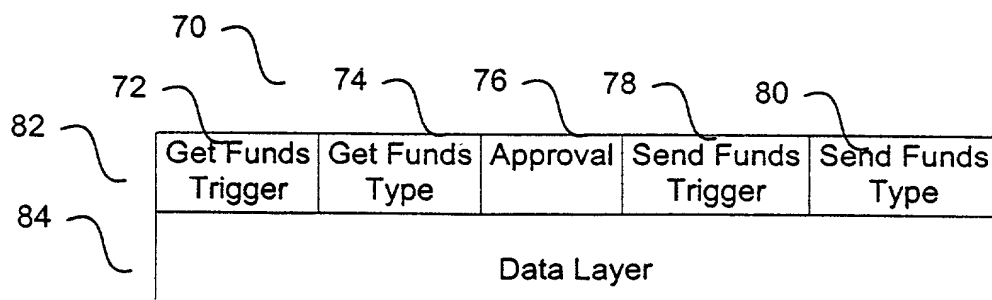 70
72
74
76
78
80
82
Get Funds Trigger
Get Funds Type
Approval
Send Funds Trigger
Send Funds Type
84
Data Layer